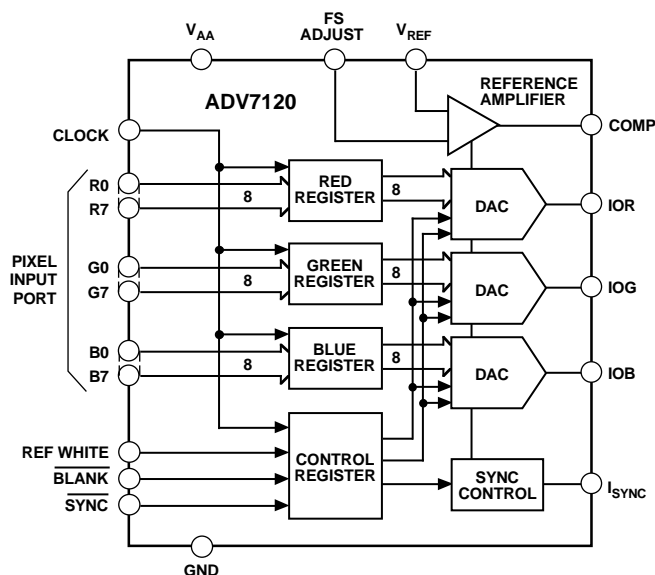 FS
ADJUST
V_AA
V_REF
ADV7120
REFERENCE
AMPLIFIER
CLOCK
COMP
R0
R7
8
RED
REGISTER
8
DAC
IOR
PIXEL
INPUT
PORT
G0
G7
8
GREEN
REGISTER
8
DAC
IOG
B0
B7
8
BLUE
REGISTER
8
DAC
IOB
REF WHITE
BLANK
SYNC
CONTROL
REGISTER
SYNC
CONTROL
I_SYNC
GND